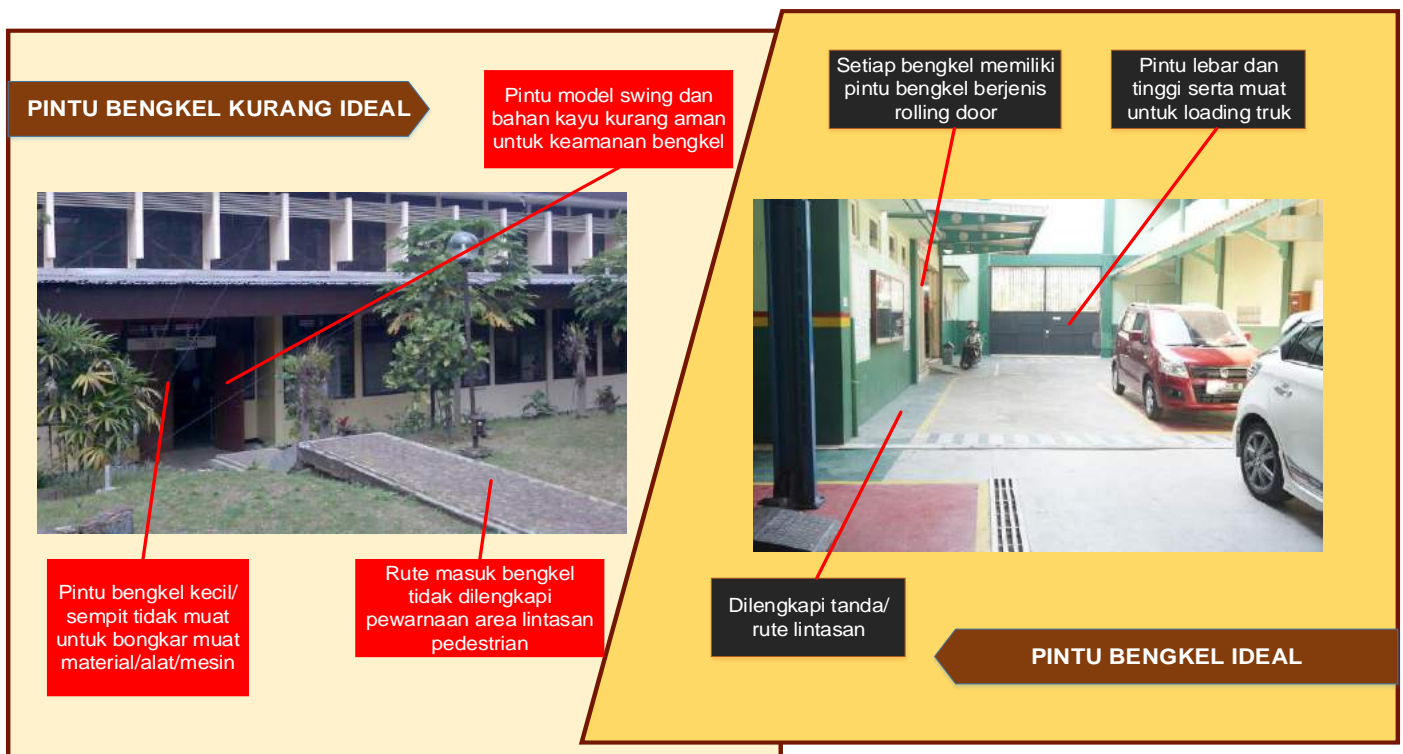 PINTU BENGKEL KURANG IDEAL
Pintu model swing dan
bahan kayu kurang aman
untuk keamanan bengkel
Pintu bengkel kecil/
sempit tidak muat
untuk bongkar muat
material/alat/mesin
Rute masuk bengkel
tidak dilengkapi
pewarnaan area lintasan
pedestrian
Setiap bengkel memiliki
pintu bengkel berjenis
rolling door
Pintu lebar dan
tinggi serta muat
untuk loading truk
Dilengkapi tanda/
rute lintasan
PINTU BENGKEL IDEAL